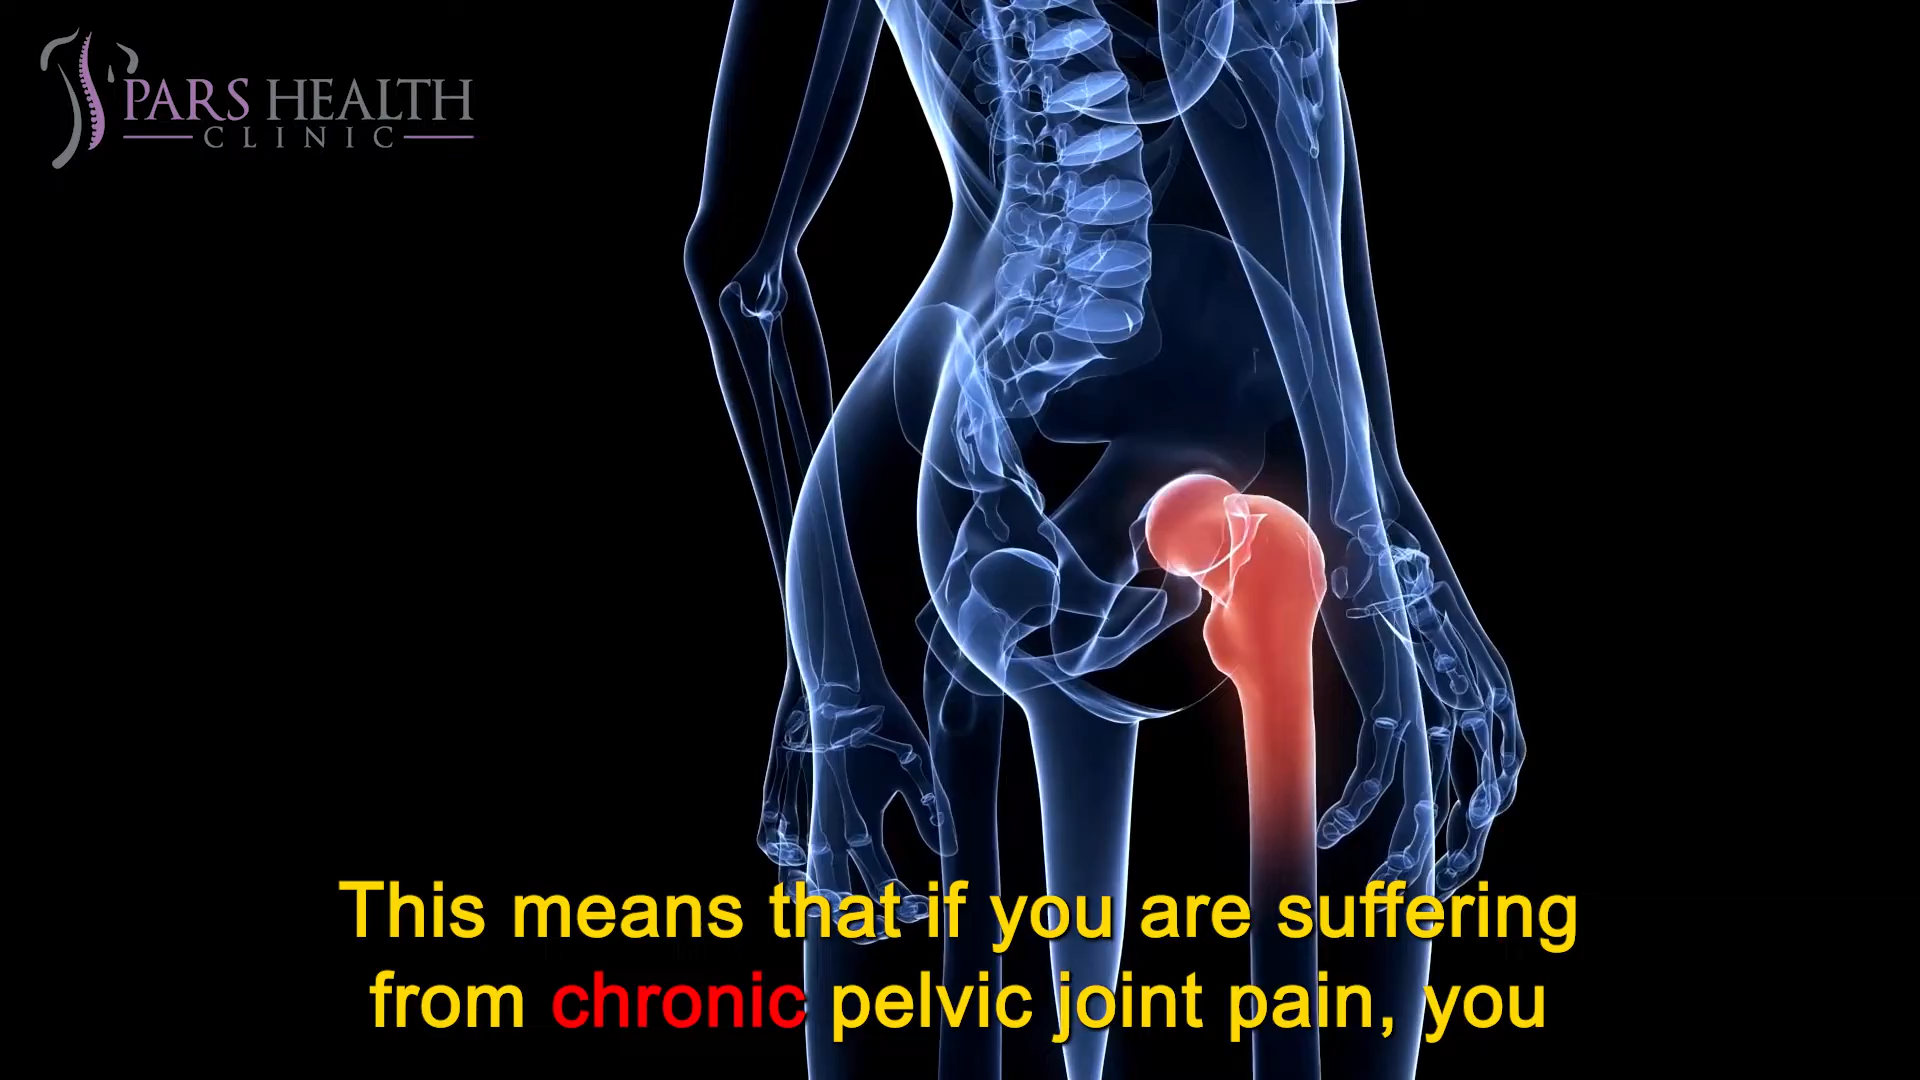 PARS HEALTH
CLINIC
This means that if you are suffering
from chronic pelvic joint pain, you